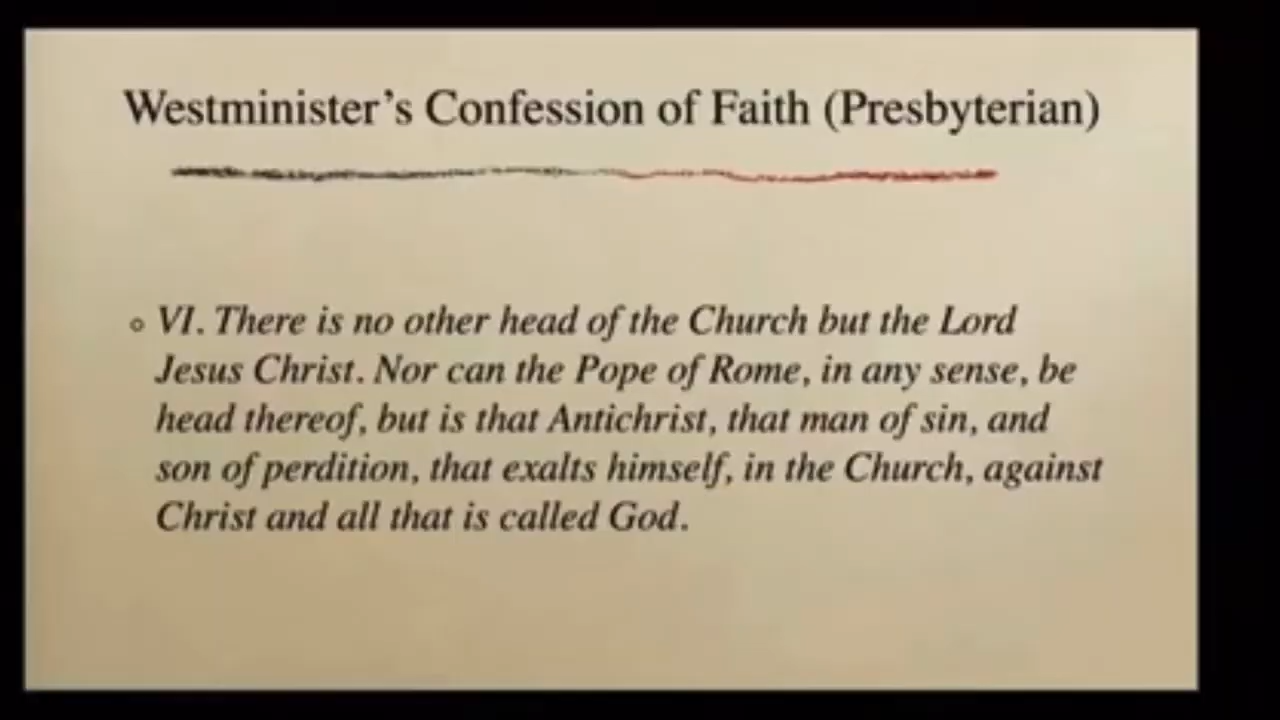 Westminister's Confession of Faith (Presbyterian)
VI. There is no other head of the Church but the Lord
Jesus Christ. Nor can the Pope of Rome, in any sense, be
head thereof, but is that Antichrist, that man of sin, and
son of perdition, that exalts himself, in the Church, against
Christ and all that is called God.